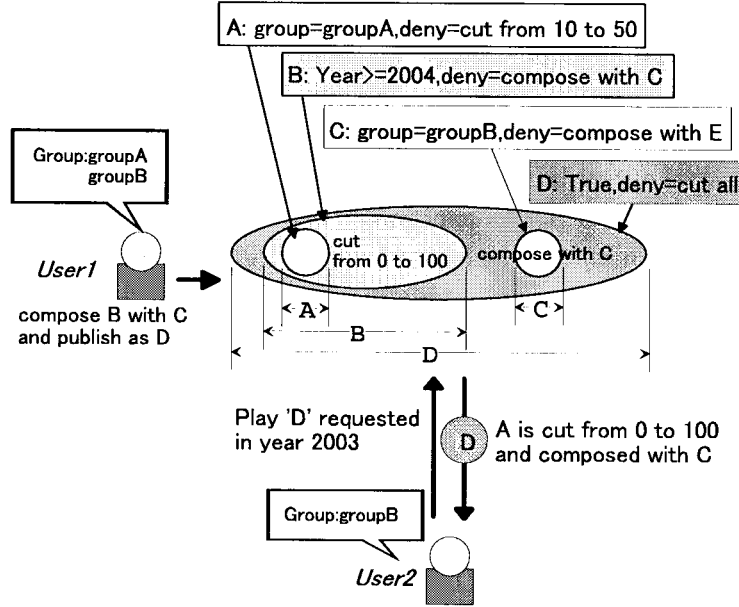 A: group=groupA,deny=cut from 10 to 50
B: Year>=2004,deny=compose with C
C: group=groupB,deny=compose with E
D: True,deny=cut all
Group:groupA
groupB
User1
compose B with C
and publish as D
cut
from 0 to 100
compose with C
A
C
B
D
Play 'D' requested
in year 2003
D
A is cut from 0 to 100
and composed with C
Group:groupB
User2